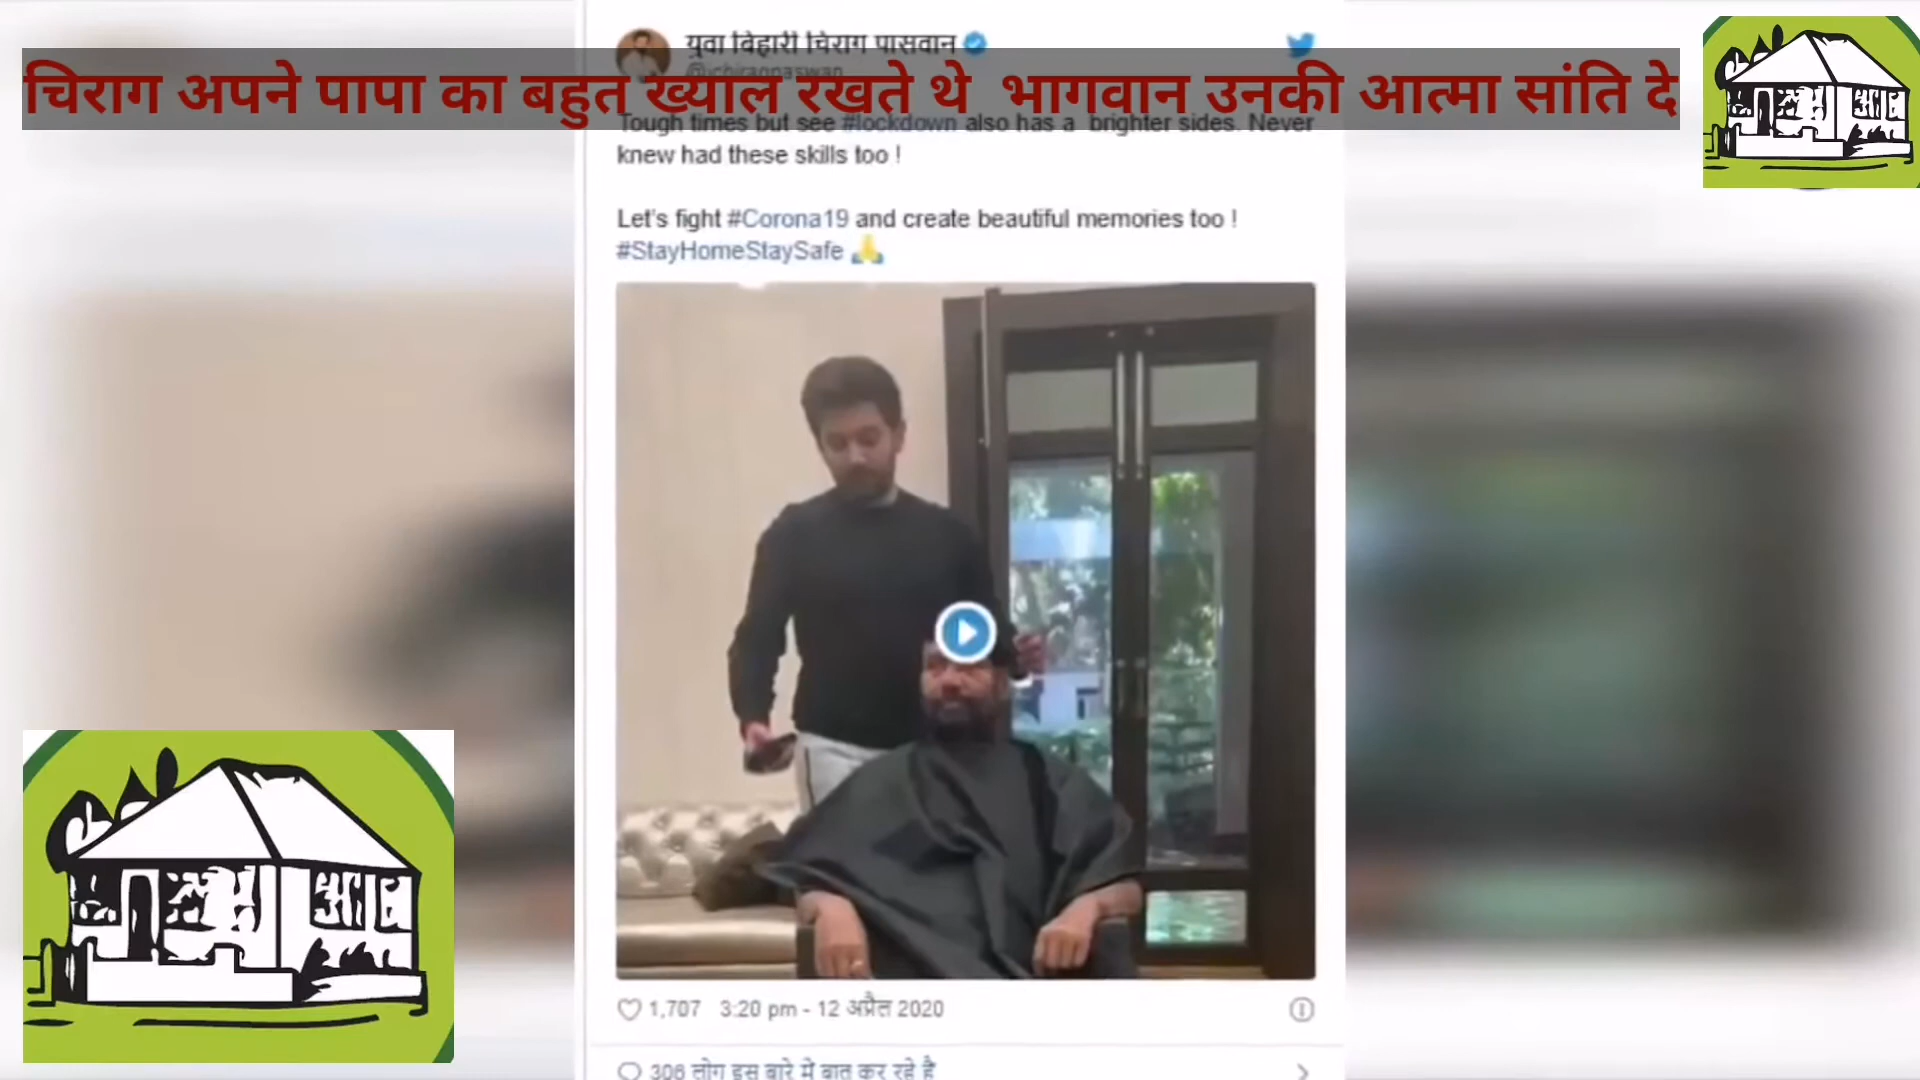 युवा बिहारी चिराग पासवान
@ichiragpaswan
चिराग अपने पापा का बहुत ख्याल रखते थे भागवान उनकी आत्मा सांति दे
Tough times but see #lockdown also has a brighter sides. Never
knew had these skills too !
Let's fight #Corona19 and create beautiful memories too !
#StayHomeStaySafe
1,707 3:20 pm - 12 अप्रैल 2020
306 लोग इस बारे में बात कर रहे हैं